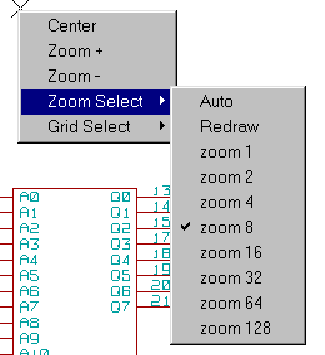 Center
Zoom +
Zoom -
Zoom Select
Grid Select
Auto
Redraw
zoom 1
zoom 2
zoom 4
zoom 8
zoom 16
zoom 32
zoom 64
zoom 128
A0 Q0 13
A1 Q1 14
A2 Q2 15
A3 Q3 17
A4 Q4 18
A5 Q5 19
A6 Q6 20
A7 Q7 21
A8
A9
A10